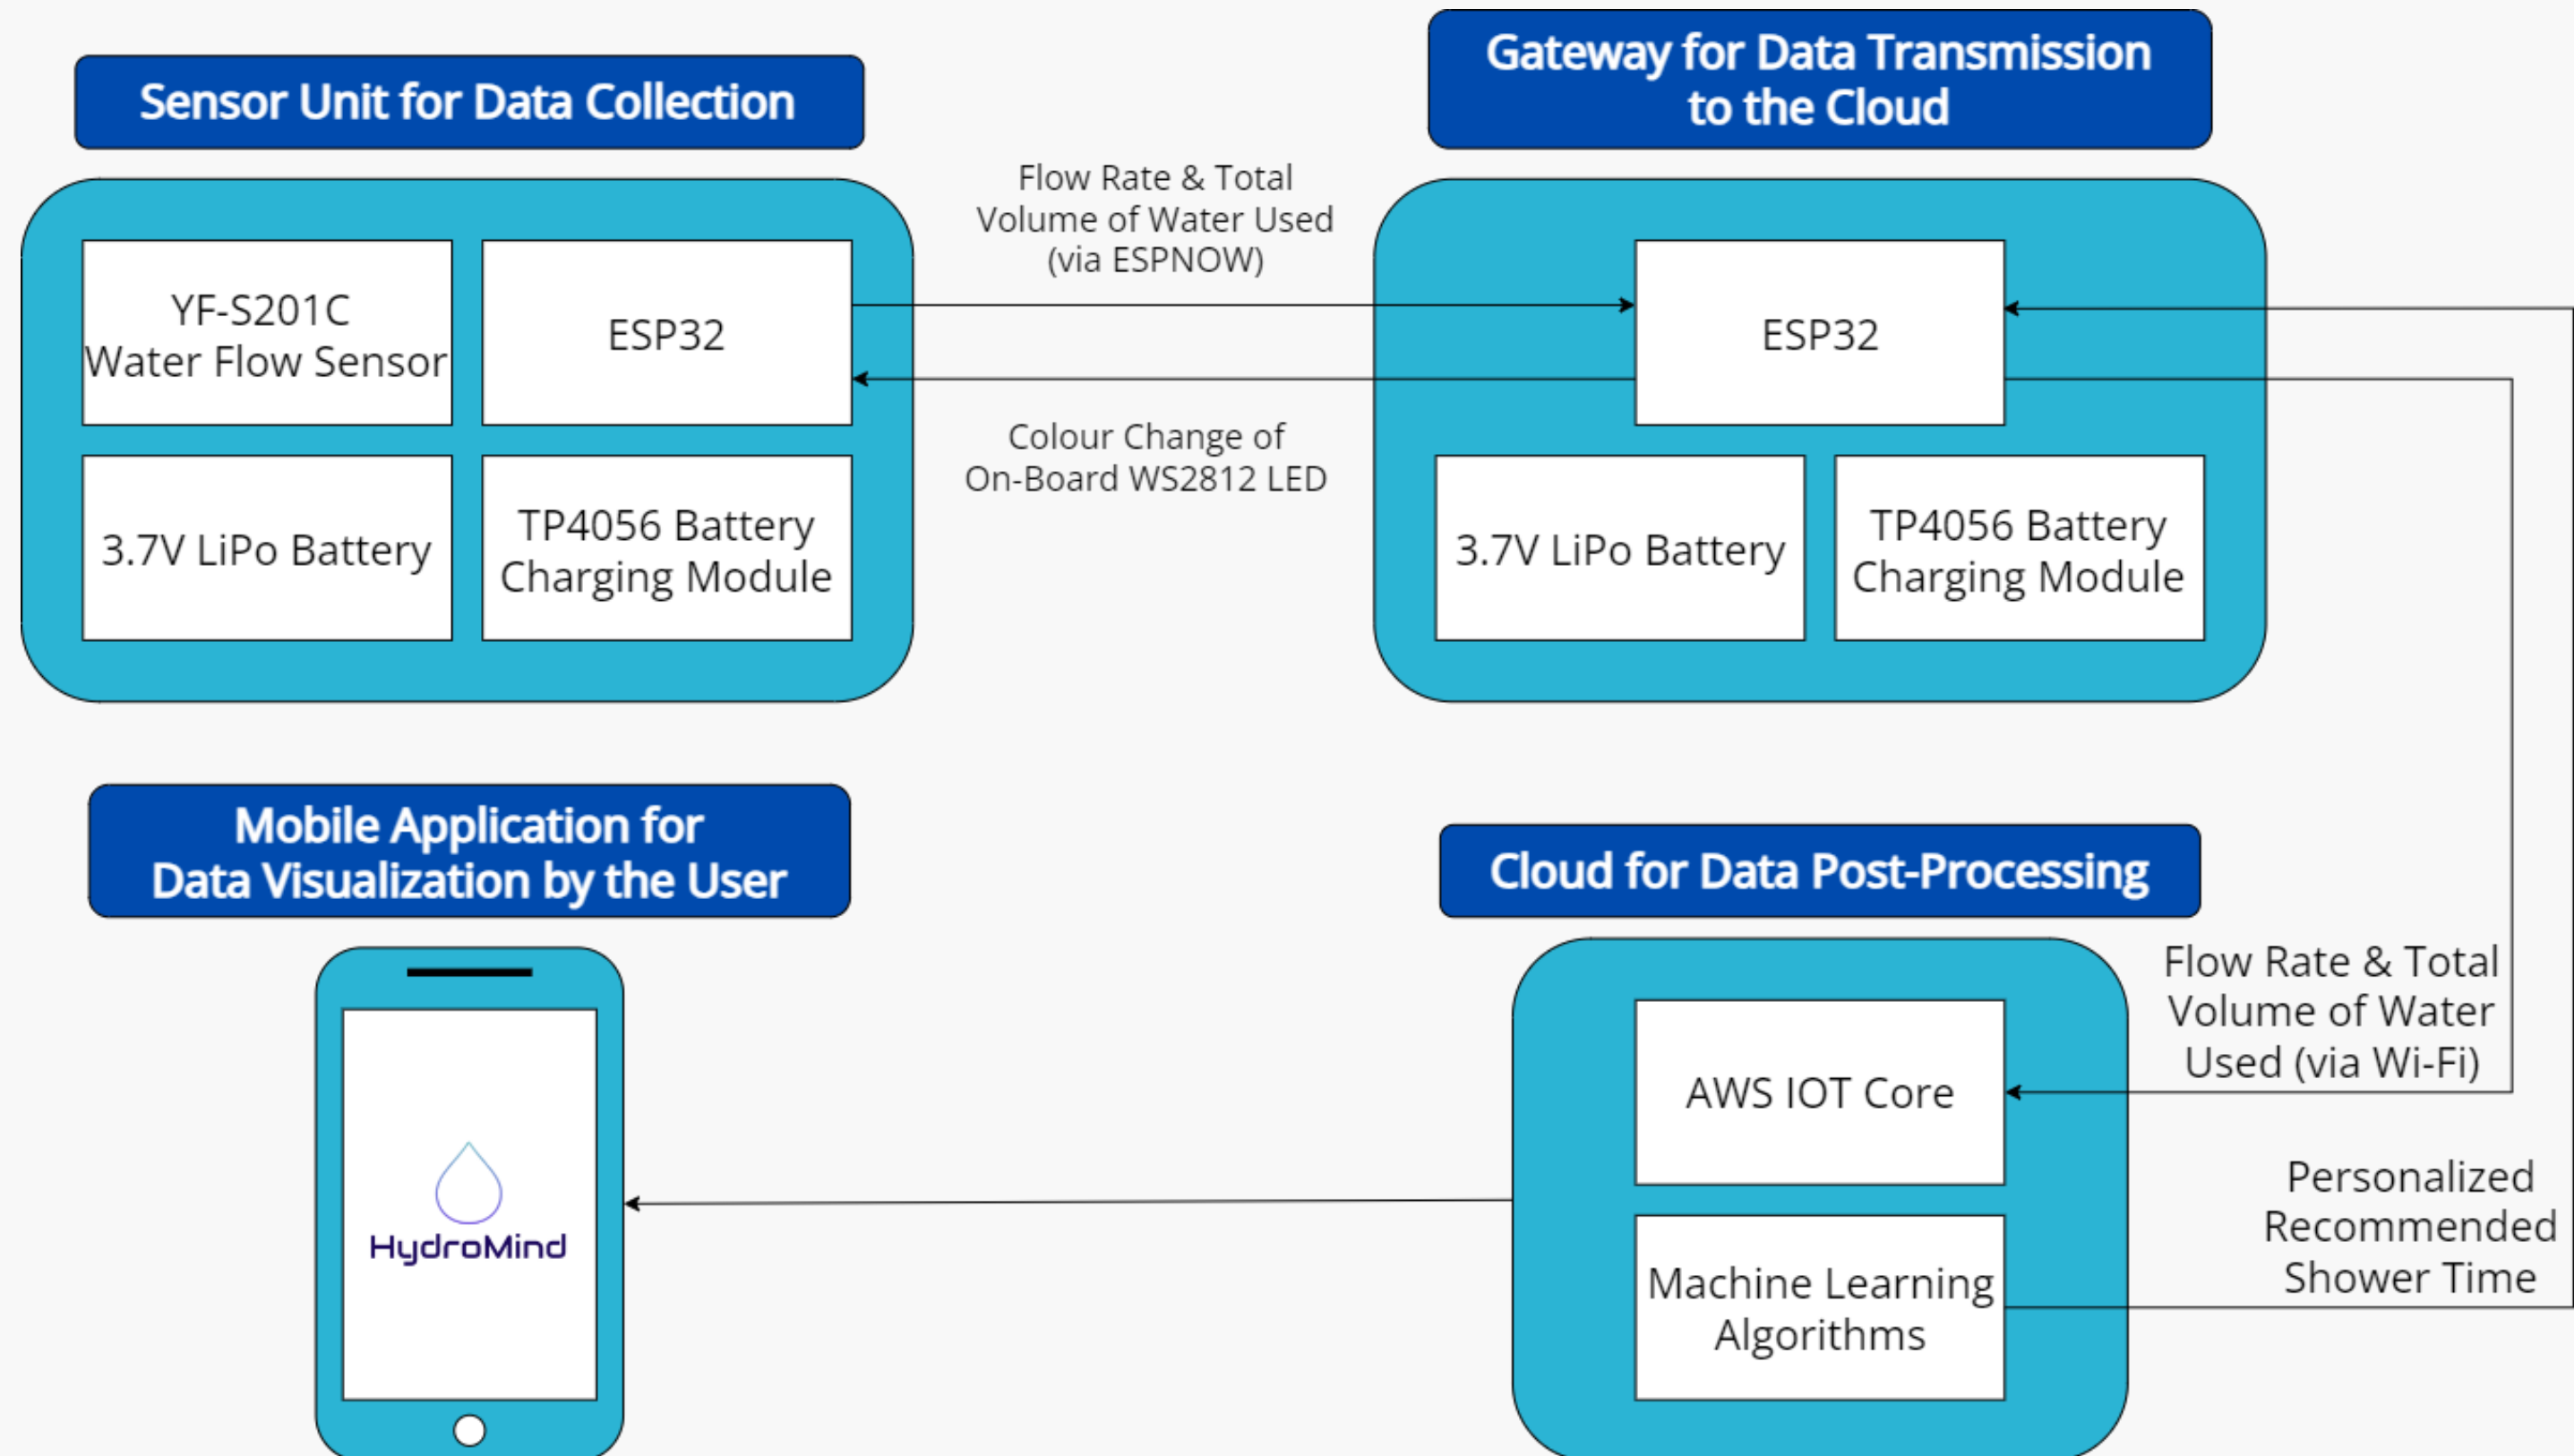 Sensor Unit for Data Collection
Gateway for Data Transmission
to the Cloud
Flow Rate & Total
Volume of Water Used
(via ESPNOW)
YF-S201C
Water Flow Sensor
ESP32
ESP32
Colour Change of
On-Board WS2812 LED
3.7V LiPo Battery
TP4056 Battery
Charging Module
3.7V LiPo Battery
TP4056 Battery
Charging Module
Mobile Application for
Data Visualization by the User
Cloud for Data Post-Processing
Flow Rate & Total
Volume of Water
Used (via Wi-Fi)
AWS IOT Core
HydroMind
Personalized
Recommended
Shower Time
Machine Learning
Algorithms